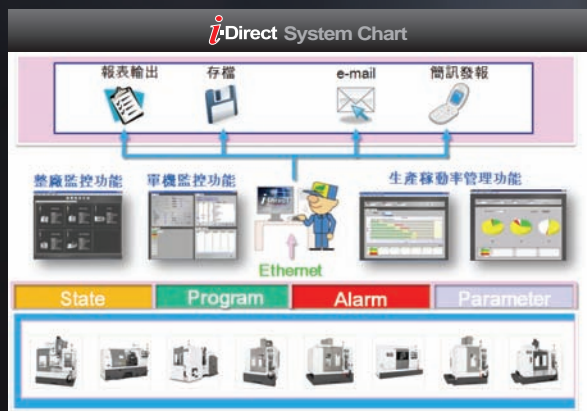 i-Direct System Chart
報表輸出 存檔 e-mail 簡訊發報
整廠監控功能 單機監控功能 生產稼動率管理功能
i-Direct
Ethernet
State Program Alarm Parameter